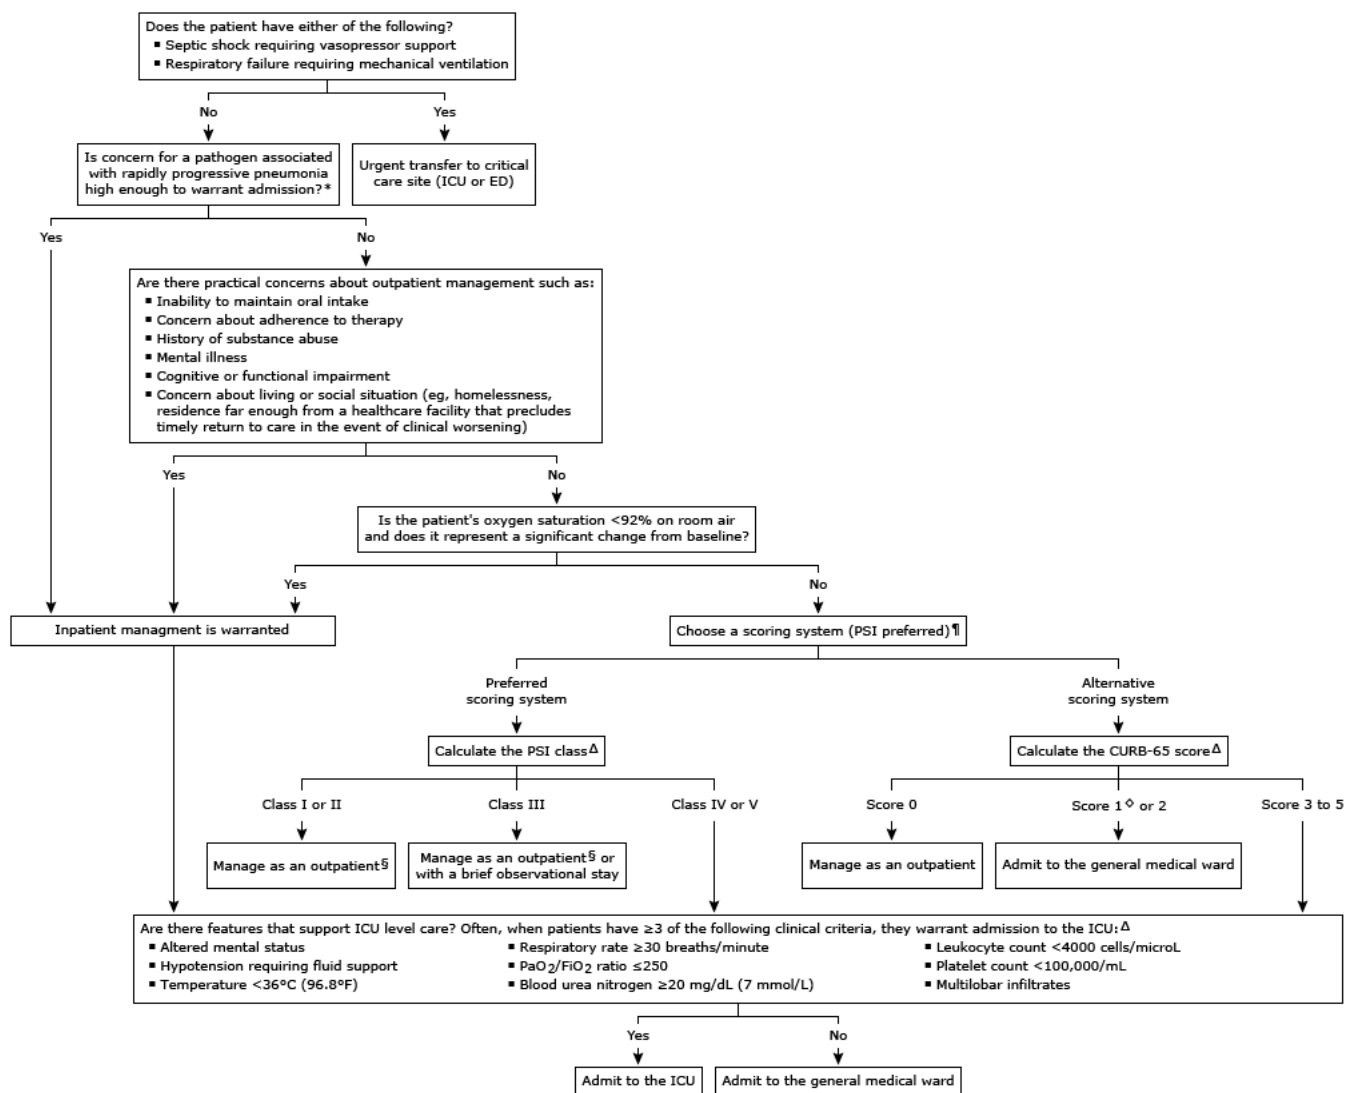 Does the patient have either of the following?
▪ Septic shock requiring vasopressor support
▪ Respiratory failure requiring mechanical ventilation
No
Yes
Is concern for a pathogen associated
with rapidly progressive pneumonia
high enough to warrant admission?*
Urgent transfer to critical
care site (ICU or ED)
Yes
No
Are there practical concerns about outpatient management such as:
▪ Inability to maintain oral intake
▪ Concern about adherence to therapy
▪ History of substance abuse
▪ Mental illness
▪ Cognitive or functional impairment
▪ Concern about living or social situation (eg, homelessness,
residence far enough from a healthcare facility that precludes
timely return to care in the event of clinical worsening)
Yes
No
Is the patient's oxygen saturation <92% on room air
and does it represent a significant change from baseline?
Yes
No
Inpatient managment is warranted
Choose a scoring system (PSI preferred)¶
Preferred
scoring system
Alternative
scoring system
Calculate the PSI classΔ
Calculate the CURB-65 scoreΔ
Class I or II
Class III
Class IV or V
Score 0
Score 1◇ or 2
Score 3 to 5
Manage as an outpatient§
Manage as an outpatient§ or
with a brief observational stay
Manage as an outpatient
Admit to the general medical ward
Are there features that support ICU level care? Often, when patients have ≥3 of the following clinical criteria, they warrant admission to the ICU:Δ
▪ Altered mental status
▪ Hypotension requiring fluid support
▪ Temperature <36°C (96.8°F)
▪ Respiratory rate ≥30 breaths/minute
▪ PaO2/FiO2 ratio ≤250
▪ Blood urea nitrogen ≥20 mg/dL (7 mmol/L)
▪ Leukocyte count <4000 cells/microL
▪ Platelet count <100,000/mL
▪ Multilobar infiltrates
Yes
No
Admit to the ICU
Admit to the general medical ward